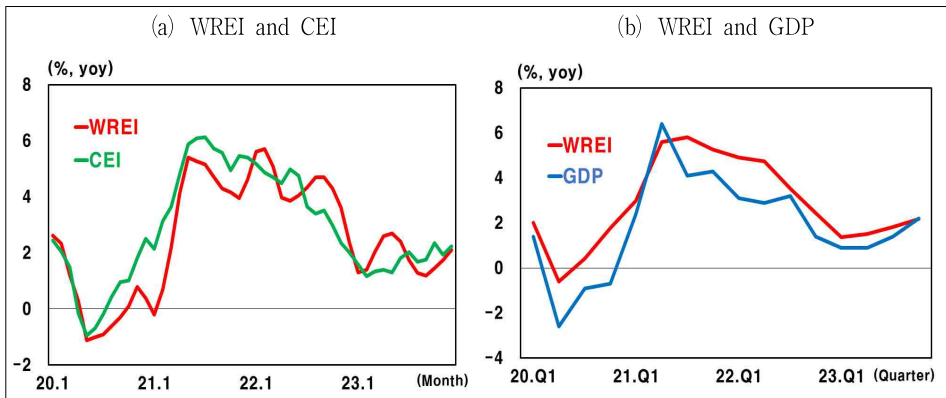 (a) WREI and CEI
(%, yoy)
8
6
4
2
0
-2
WREI
CEI
20.1 21.1 22.1 23.1 (Month)
(b) WREI and GDP
(%, yoy)
8
6
4
2
0
-2
-4
WREI
GDP
20.Q1 21.Q1 22.Q1 23.Q1 (Quarter)